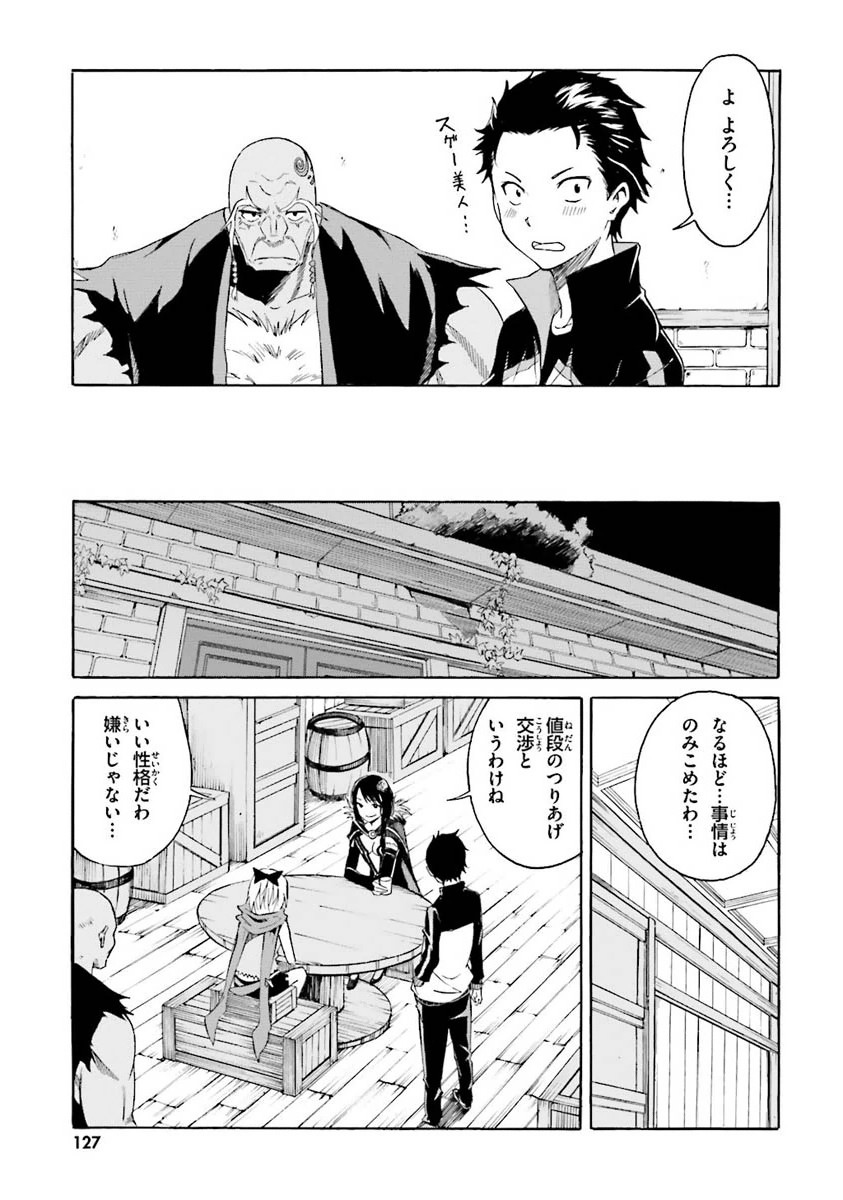 よ よろしく…
スゲー美人…
なるほど…事情は
のみこめたわ…
値段のつりあげ
交渉と
いうわけね
いい性格だわ
嫌いじゃない…
127